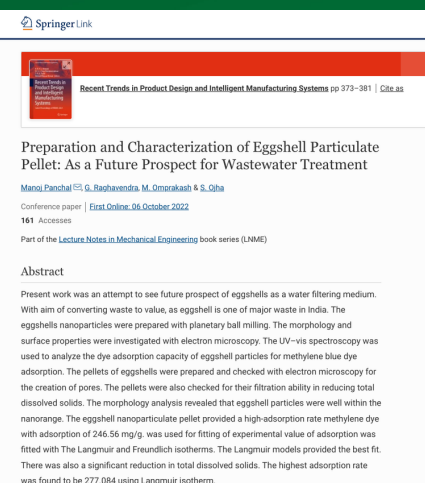 Springer Link
Recent Trends in Product Design and Intelligent Manufacturing Systems pp 373–381 | Cite as
Recent Trends in
Product Design
and Intelligent
Manufacturing
Systems
Preparation and Characterization of Eggshell Particulate
Pellet: As a Future Prospect for Wastewater Treatment
Manoj Panchal, G. Raghavendra, M. Omprakash & S. Ojha
Conference paper | First Online: 06 October 2022
161 Accesses
Part of the Lecture Notes in Mechanical Engineering book series (LNME)
Abstract
Present work was an attempt to see future prospect of eggshells as a water filtering medium.
With aim of converting waste to value, as eggshell is one of major waste in India. The
eggshells nanoparticles were prepared with planetary ball milling. The morphology and
surface properties were investigated with electron microscopy. The UV–vis spectroscopy was
used to analyze the dye adsorption capacity of eggshell particles for methylene blue dye
adsorption. The pellets of eggshells were prepared and checked with electron microscopy for
the creation of pores. The pellets were also checked for their filtration ability in reducing total
dissolved solids. The morphology analysis revealed that eggshell particles were well within the
nanorange. The eggshell nanoparticulate pellet provided a high-adsorption rate methylene dye
with adsorption of 246.56 mg/g. was used for fitting of experimental value of adsorption was
fitted with The Langmuir and Freundlich isotherms. The Langmuir models provided the best fit.
There was also a significant reduction in total dissolved solids. The highest adsorption rate
was found to be 277.084 using Langmuir isotherm.